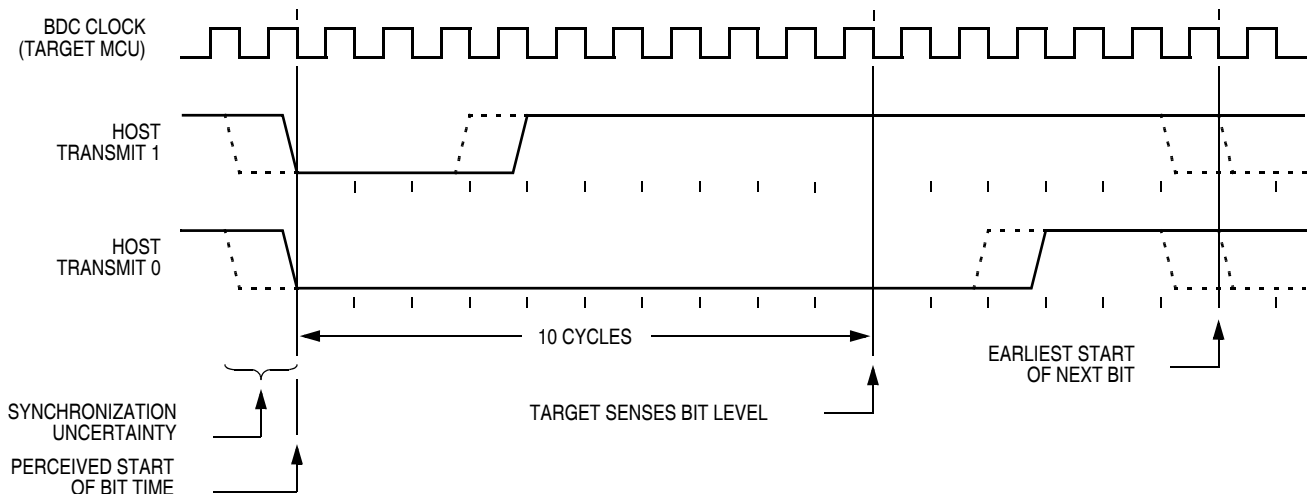 BDC CLOCK
(TARGET MCU)
HOST
TRANSMIT 1
HOST
TRANSMIT 0
10 CYCLES
EARLIEST START
OF NEXT BIT
SYNCHRONIZATION
UNCERTAINTY
TARGET SENSES BIT LEVEL
PERCEIVED START
OF BIT TIME